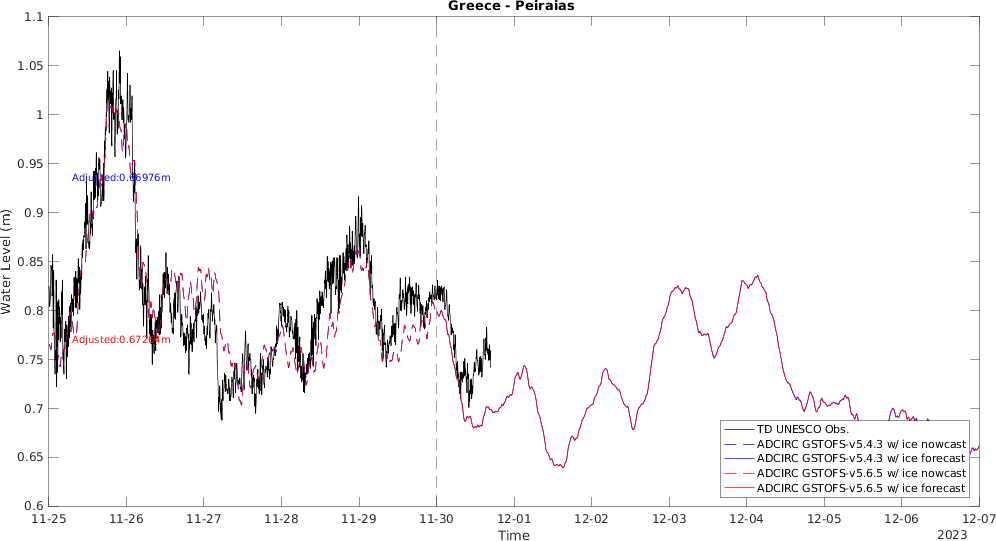 Greece - Peiraias
1.1
1.05
1
0.95
0.9
0.85
0.8
0.75
0.7
0.65
0.6
Water Level (m)
Adjusted:0.66976m
Adjusted:0.67264m
TD UNESCO Obs.
ADCIRC GSTOFS-v5.4.3 w/ ice nowcast
ADCIRC GSTOFS-v5.4.3 w/ ice forecast
ADCIRC GSTOFS-v5.6.5 w/ ice nowcast
ADCIRC GSTOFS-v5.6.5 w/ ice forecast
11-25 11-26 11-27 11-28 11-29 11-30 12-01 12-02 12-03 12-04 12-05 12-06 12-07
Time
2023